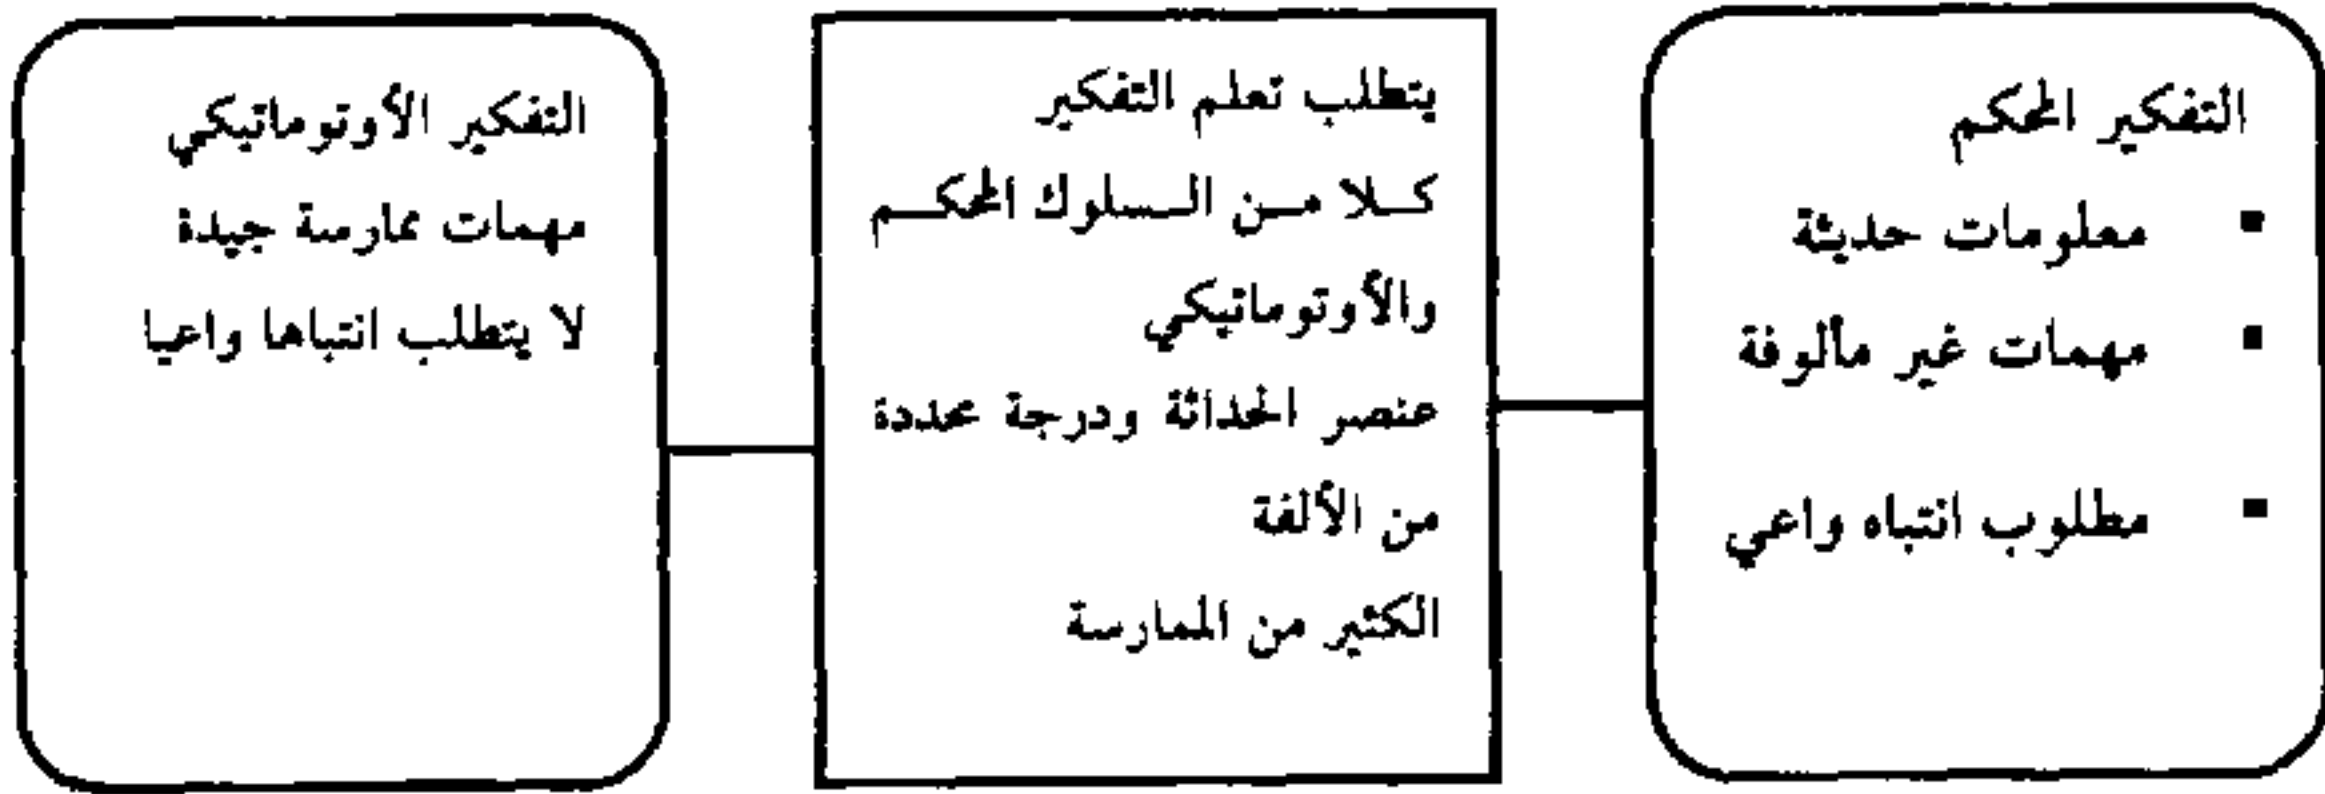 التفكير المحكم
▪ معلومات حديثة
▪ مهمات غير مألوفة
▪ مطلوب انتباه واعي
يتطلب تعلم التفكير
كلا من السلوك المحكم
والأوتوماتيكي
عنصر الحداثة ودرجة محددة
من الألفة
الكثير من الممارسة
التفكير الأوتوماتيكي
مهمات ممارسة جيدة
لا يتطلب انتباها واعيا